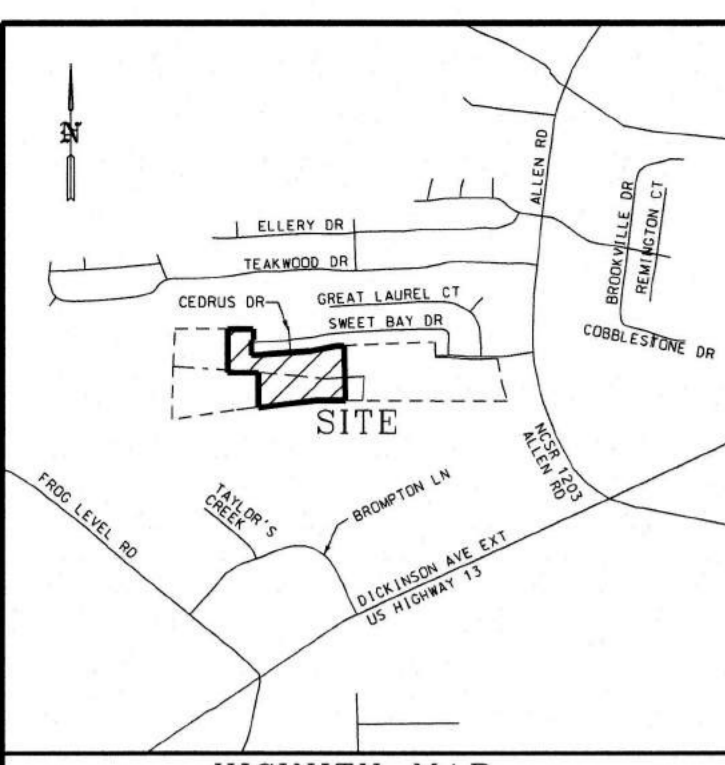 N
ALLEN RD
BROOKVILLE DR
REMINGTON CT
ELLERY DR
TEAKWOOD DR
CEDRUS DR
GREAT LAUREL CT
SWEET BAY DR
COBBLESTONE DR
SITE
NCSR 1203
ALLEN RD
FROG LEVEL RD
TAYLOR'S
CREEK
BROMPTON LN
DICKINSON AVE EXT
US HIGHWAY 13
VICINITY MAP